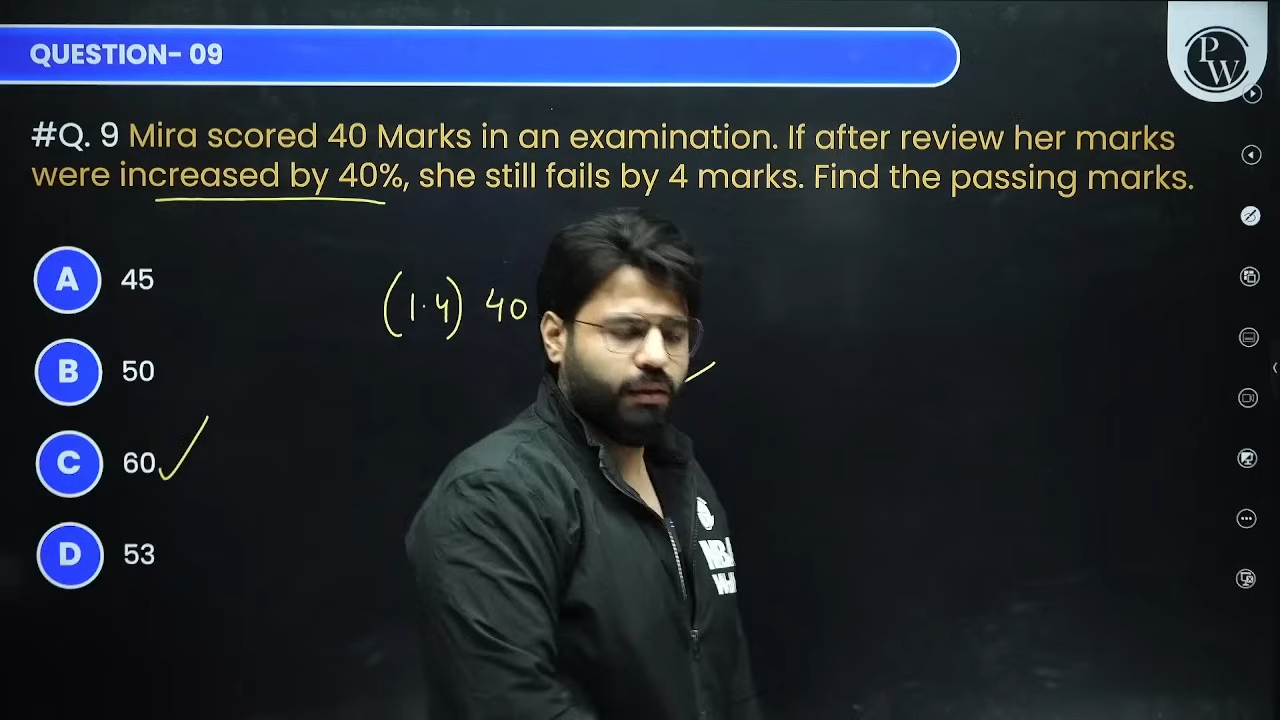 QUESTION- 09
PW
#Q. 9 Mira scored 40 Marks in an examination. If after review her marks
were increased by 40%, she still fails by 4 marks. Find the passing marks.
A 45
(1.4) 40
B 50
C 60
D 53